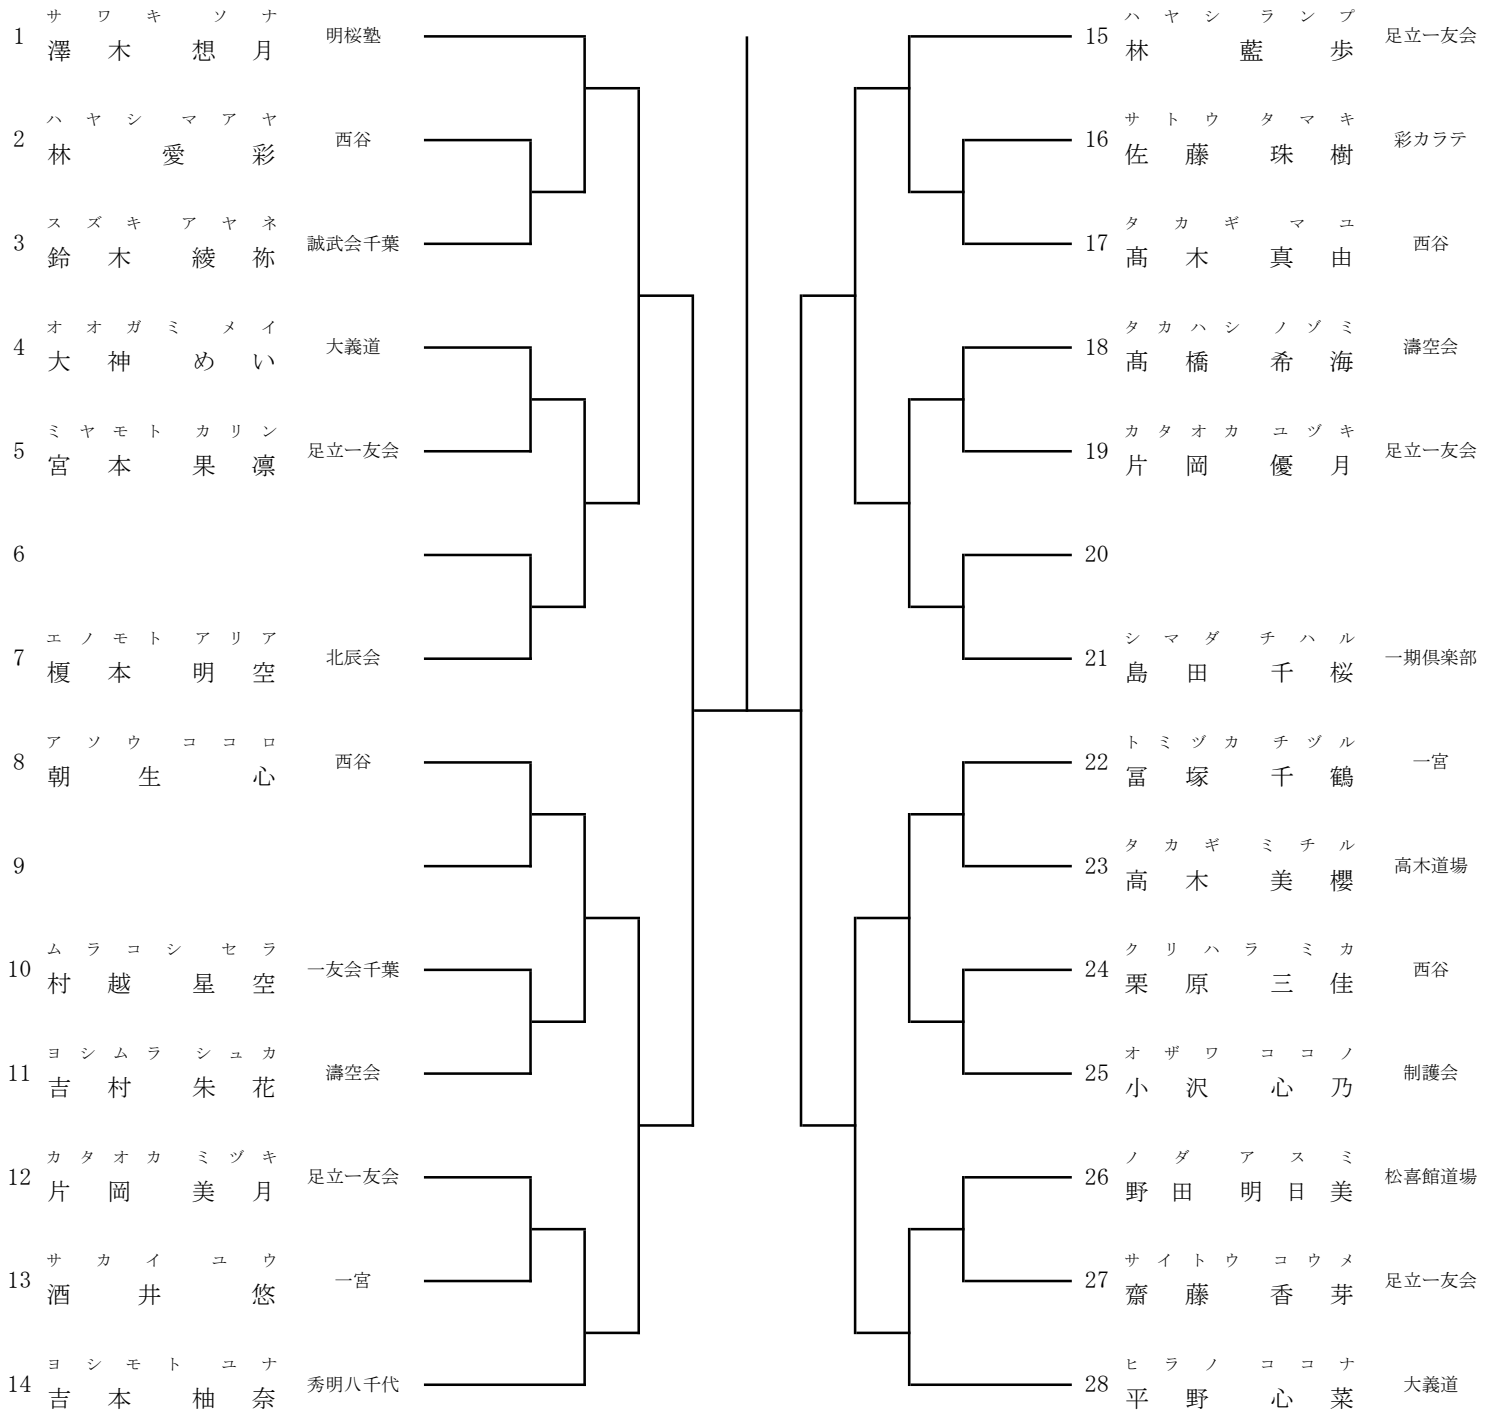 サワキ ソナ
1 澤木 想月 明桜塾
ハヤシ マアヤ
2 林 愛彩 西谷
スズキ アヤネ
3 鈴木 綾祢 誠武会千葉
オオガミ メイ
4 大神 めい 大義道
ミヤモト カリン
5 宮本 果凛 足立一友会
6
エノモト アリア
7 榎本 明空 北辰会
アソウ ココロ
8 朝生 心 西谷
9
ムラコシ セラ
10 村越 星空 一友会千葉
ヨシムラ シュカ
11 吉村 朱花 濤空会
カタオカ ミヅキ
12 片岡 美月 足立一友会
サカイ ユウ
13 酒井 悠 一宮
ヨシモト ユナ
14 吉本 柚奈 秀明八千代
ハヤシ ランプ
15 林 藍歩 足立一友会
サトウ タマキ
16 佐藤 珠樹 彩カラテ
タカギ マユ
17 髙木 真由 西谷
タカハシ ノゾミ
18 髙橋 希海 濤空会
カタオカ ユヅキ
19 片岡 優月 足立一友会
20
シマダ チハル
21 島田 千桜 一期倶楽部
トミヅカ チヅル
22 冨塚 千鶴 一宮
タカギ ミチル
23 高木 美櫻 高木道場
クリハラ ミカ
24 栗原 三佳 西谷
オザワ ココノ
25 小沢 心乃 制護会
ノダ アスミ
26 野田 明日美 松喜館道場
サイトウ コウメ
27 齋藤 香芽 足立一友会
ヒラノ ココナ
28 平野 心菜 大義道